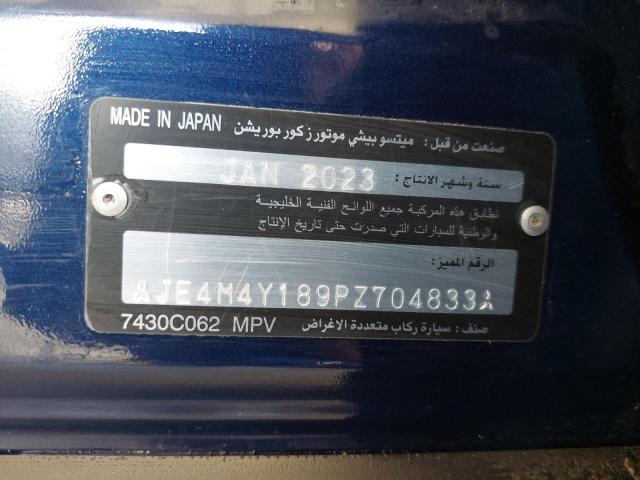 MADE IN JAPAN صنعت من قبل: ميتسوبيشي موتورز كوربوريشن
سنة وشهر الانتاج: JAN 2023
تطابق هذه المركبة جميع اللوائح الفنية الخليجية
والوطنية للسيارات التي صدرت حتى تاريخ الإنتاج
الرقم المميز:
JE4M4Y189PZ704833
7430C062 MPV صنف: سيارة ركاب متعددة الاغراض